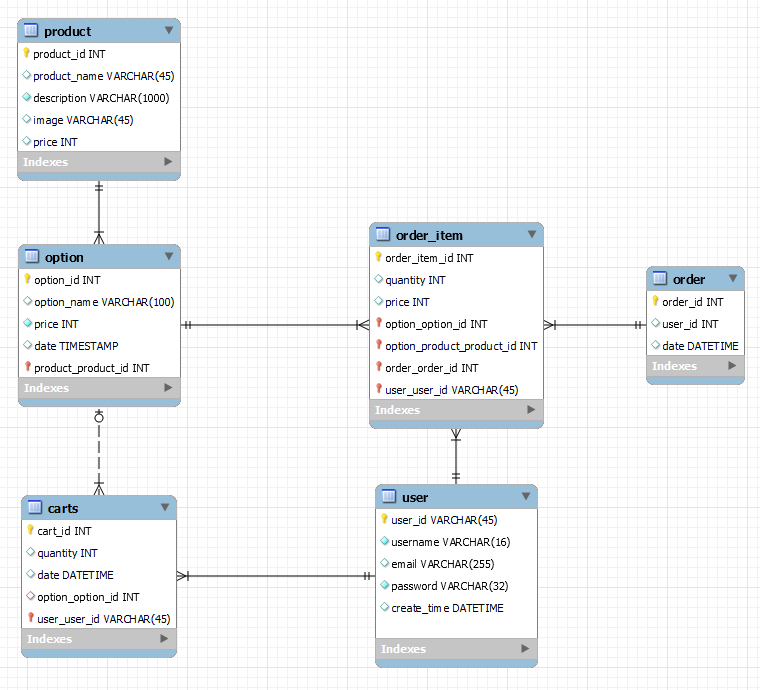 product
product_id INT
product_name VARCHAR(45)
description VARCHAR(1000)
image VARCHAR(45)
price INT
Indexes
option
option_id INT
option_name VARCHAR(100)
price INT
date TIMESTAMP
product_product_id INT
Indexes
order_item
order_item_id INT
quantity INT
price INT
option_option_id INT
option_product_product_id INT
order_order_id INT
user_user_id VARCHAR(45)
Indexes
order
order_id INT
user_id INT
date DATETIME
Indexes
carts
cart_id INT
quantity INT
date DATETIME
option_option_id INT
user_user_id VARCHAR(45)
Indexes
user
user_id VARCHAR(45)
username VARCHAR(16)
email VARCHAR(255)
password VARCHAR(32)
create_time DATETIME
Indexes